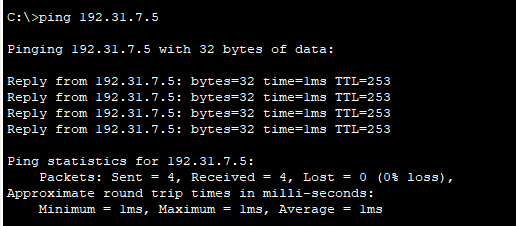 C:\>ping 192.31.7.5
Pinging 192.31.7.5 with 32 bytes of data:
Reply from 192.31.7.5: bytes=32 time=1ms TTL=253
Reply from 192.31.7.5: bytes=32 time=1ms TTL=253
Reply from 192.31.7.5: bytes=32 time=1ms TTL=253
Reply from 192.31.7.5: bytes=32 time=1ms TTL=253
Ping statistics for 192.31.7.5:
    Packets: Sent = 4, Received = 4, Lost = 0 (0% loss),
Approximate round trip times in milli-seconds:
    Minimum = 1ms, Maximum = 1ms, Average = 1ms